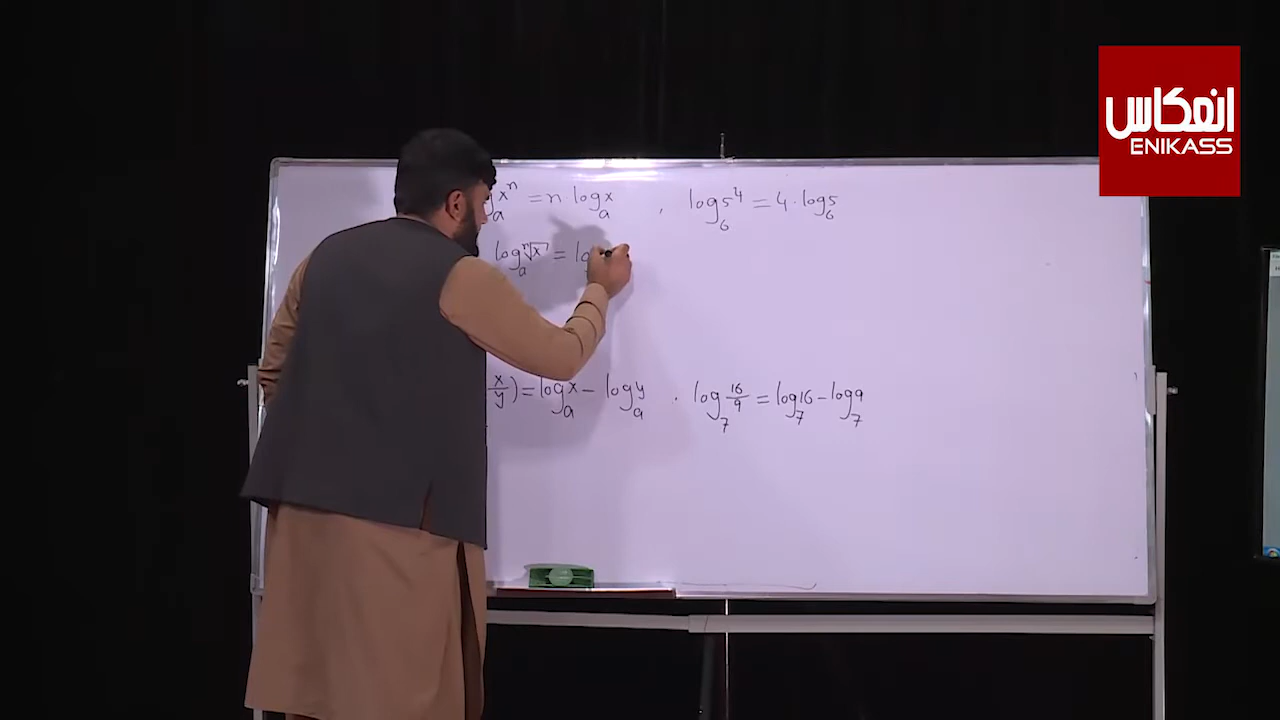 انعکاس
ENIKASS
g x^n_a = n log_a x , log_6 5^4 = 4 · log_6 5
log_a ⁿ√x = log
x/y) = log_a x − log_a y . log_7 16/9 = log_7 16 − log_7 9